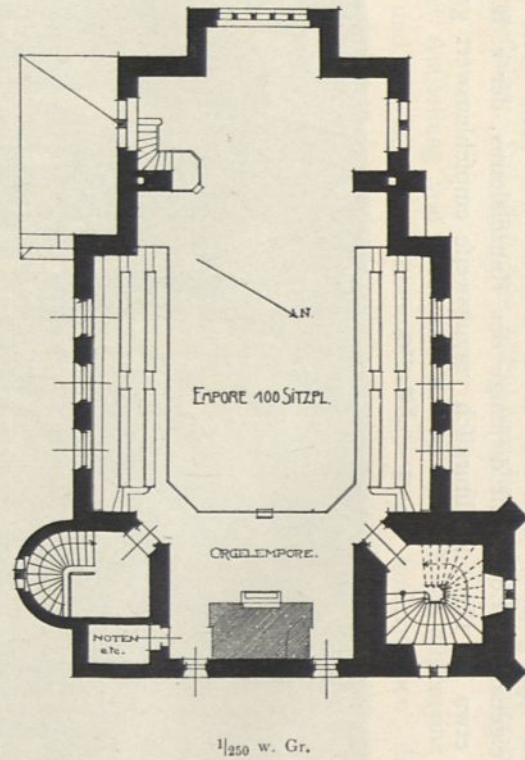 A.N.
EMPORE 100 SITZPL.
ORGELEMPORE.
NOTEN
etc.
1/250 w. Gr.